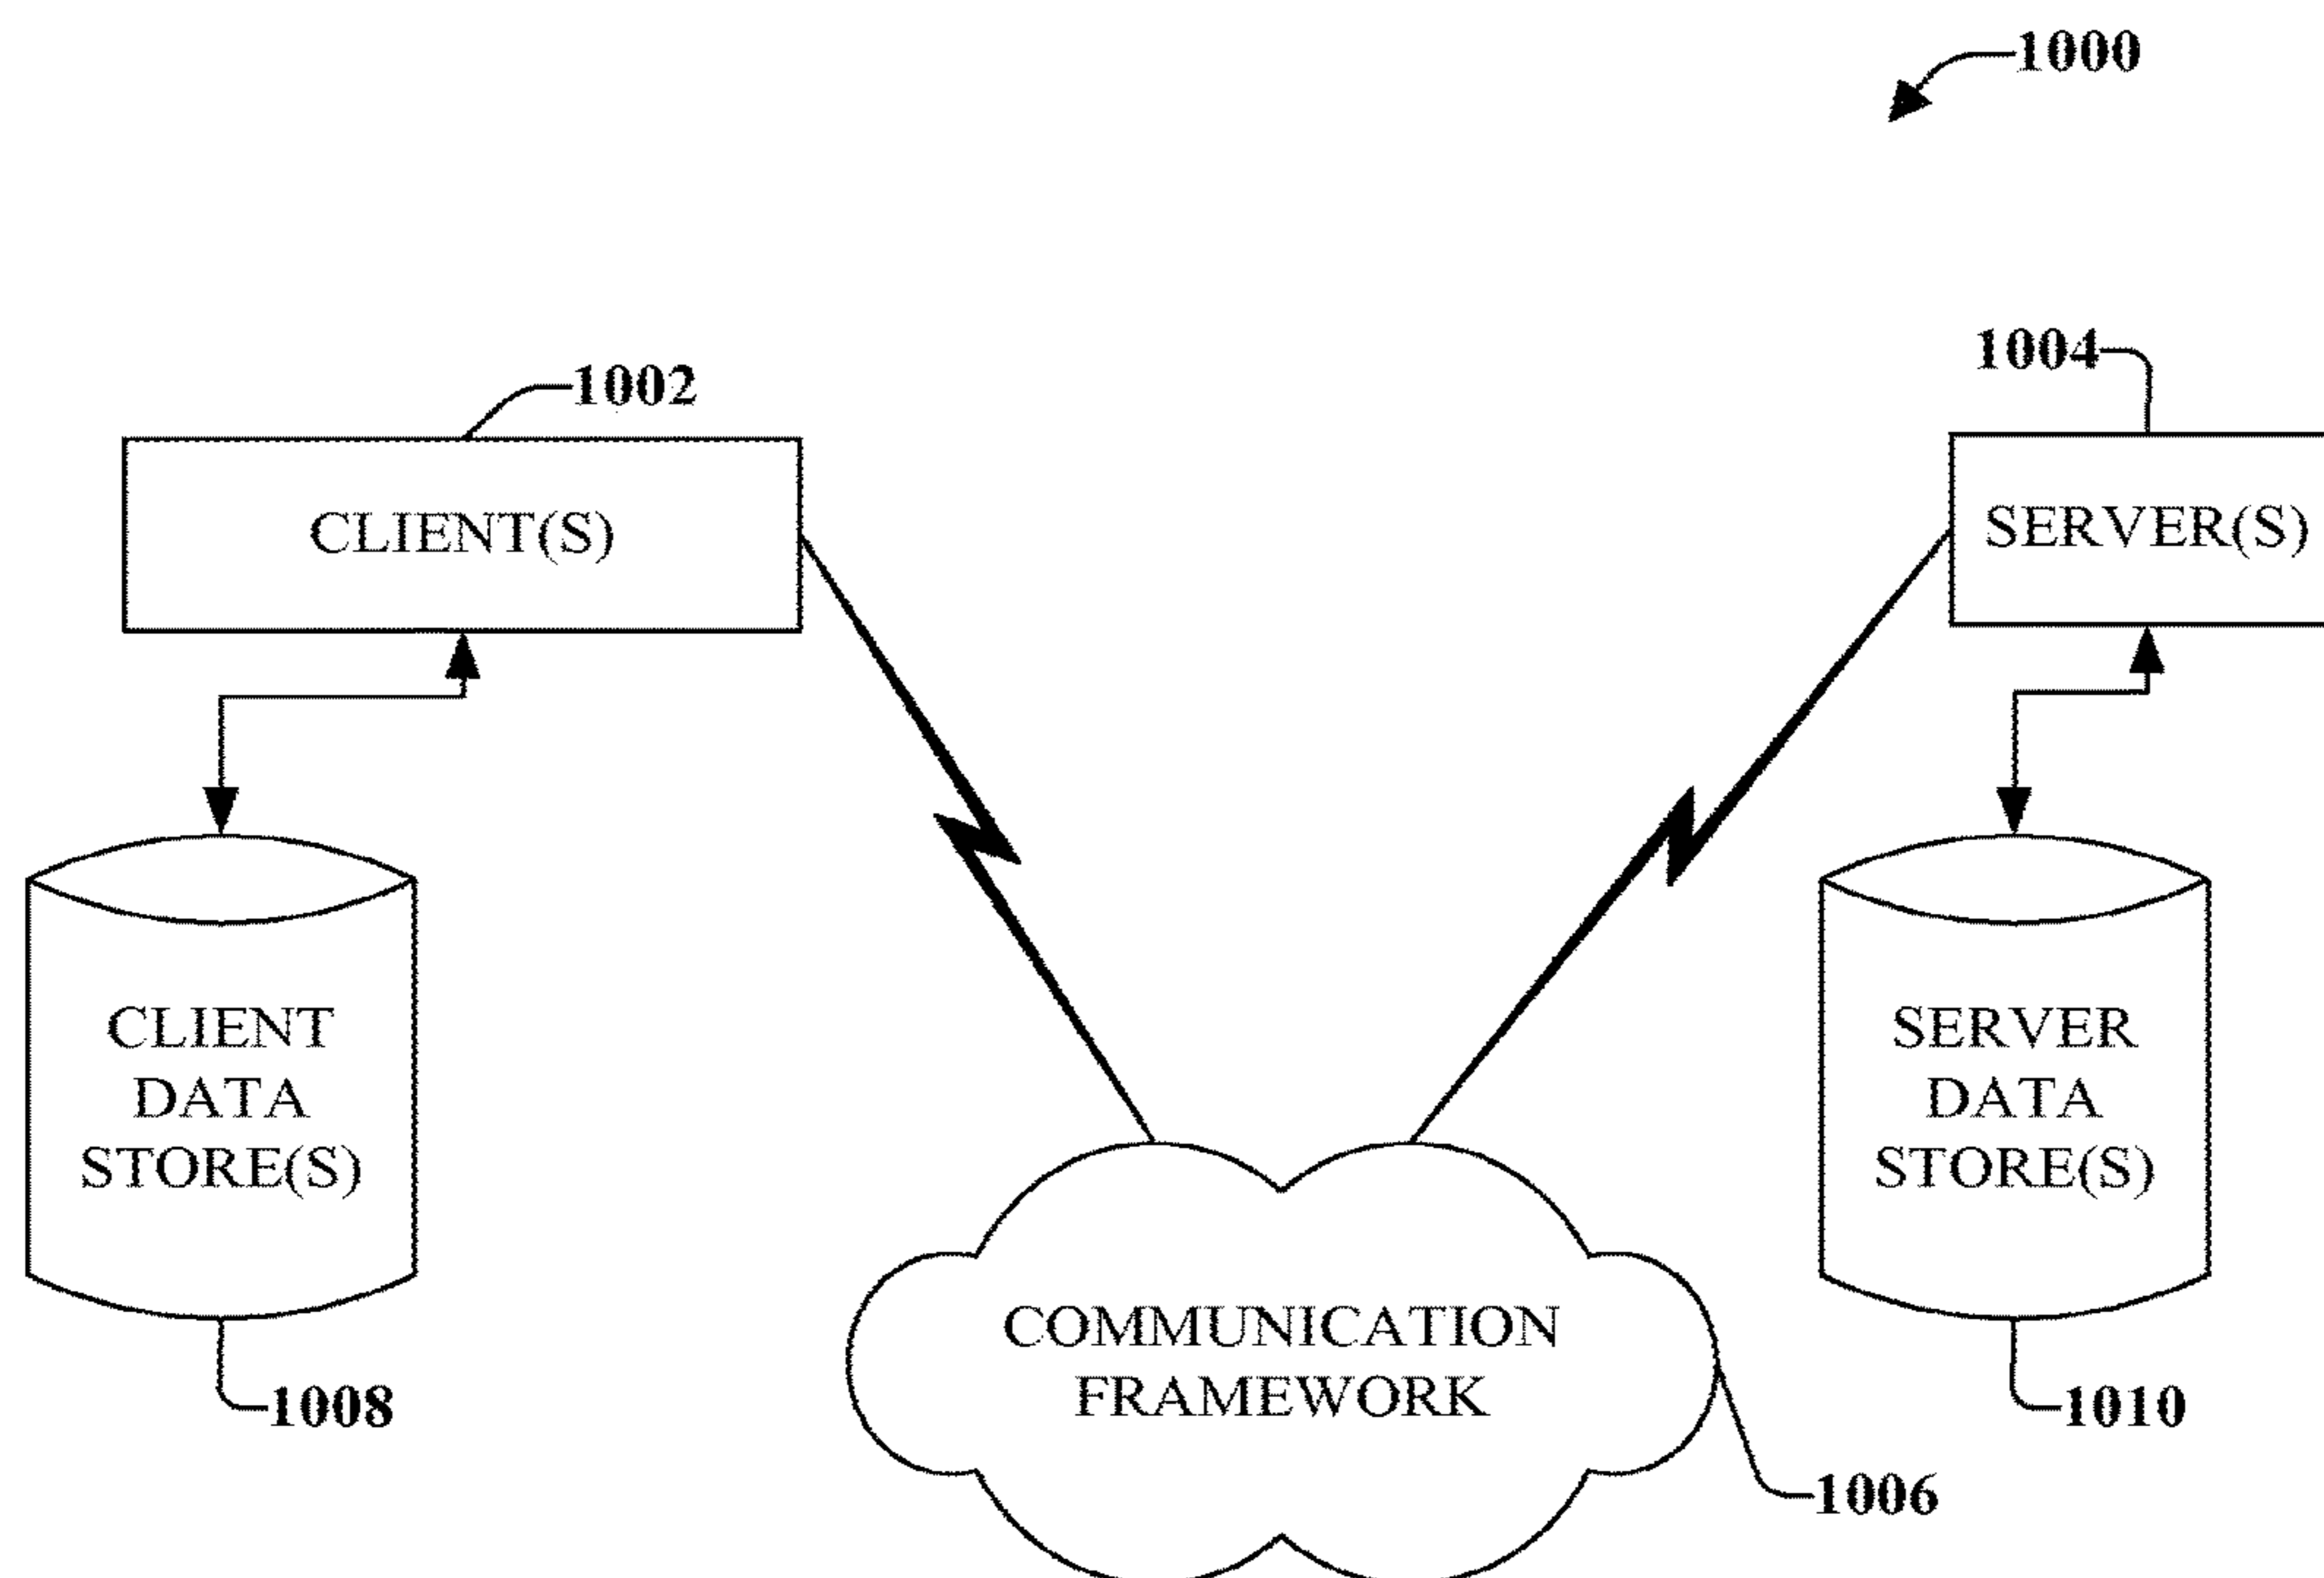 1000
1002
1004
CLIENT(S)
SERVER(S)
CLIENT
DATA
STORE(S)
SERVER
DATA
STORE(S)
COMMUNICATION
FRAMEWORK
1008
1010
1006